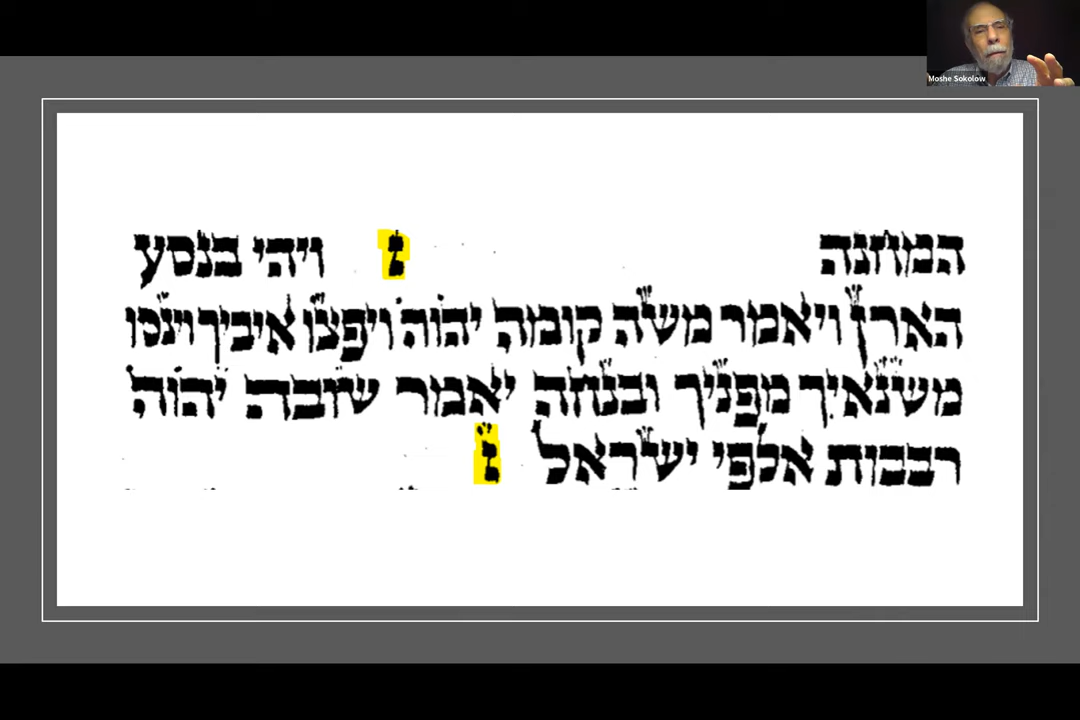 Moshe Sokolow
המחנה ׆ ויהי בנסע
הארן ויאמר משה קומה יהוה ויפצו איביך וינסו
משנאיך מפניך ובנחה יאמר שובה יהוה
רבבות אלפי ישראל ׆